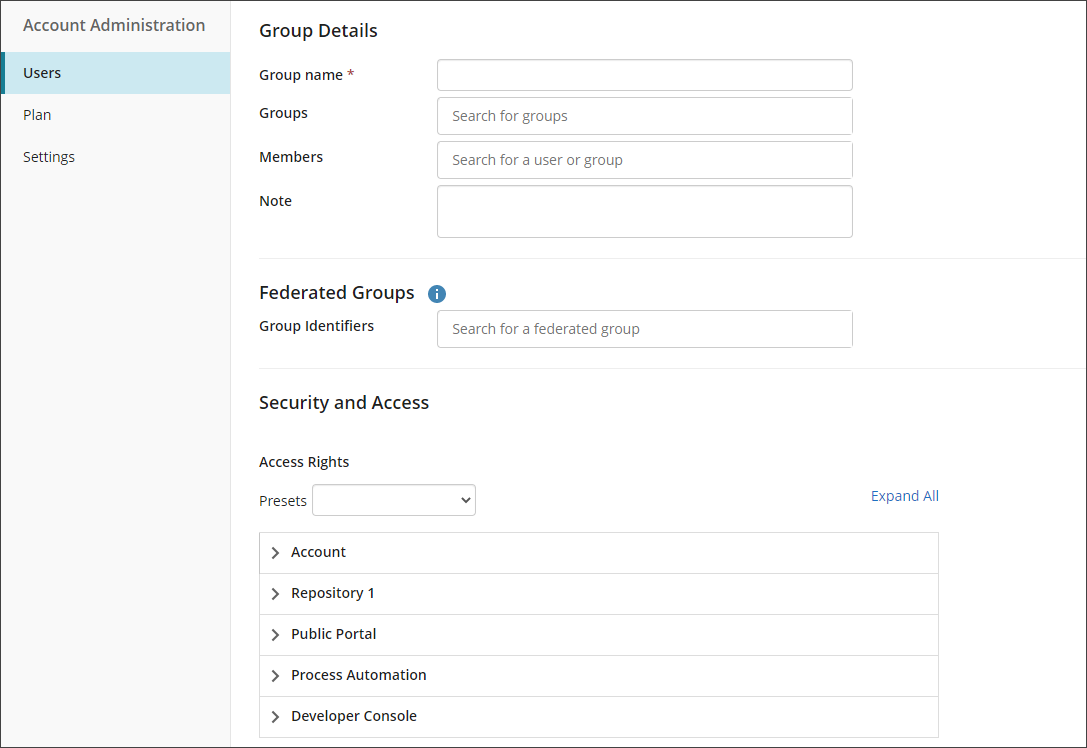 Account Administration
Users
Plan
Settings
Group Details
Group name *
Groups
Search for groups
Members
Search for a user or group
Note
Federated Groups
Group Identifiers
Search for a federated group
Security and Access
Access Rights
Presets
Expand All
Account
Repository 1
Public Portal
Process Automation
Developer Console